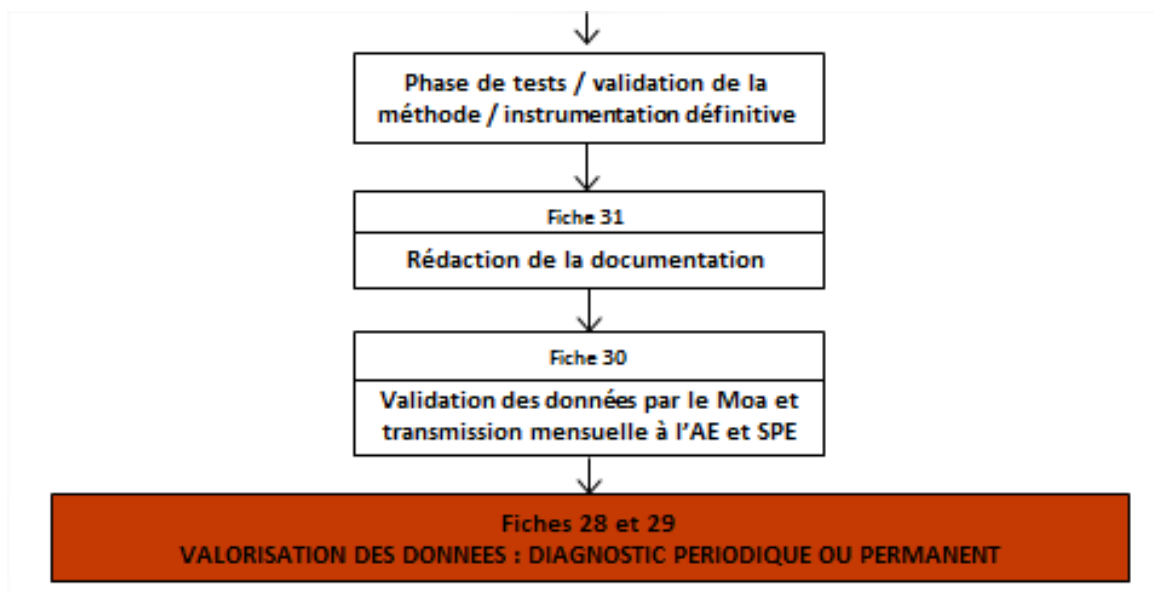 Phase de tests / validation de la
méthode / instrumentation définitive
Fiche 31
Rédaction de la documentation
Fiche 30
Validation des données par le Moa et
transmission mensuelle à l'AE et SPE
Fiches 28 et 29
VALORISATION DES DONNEES : DIAGNOSTIC PERIODIQUE OU PERMANENT